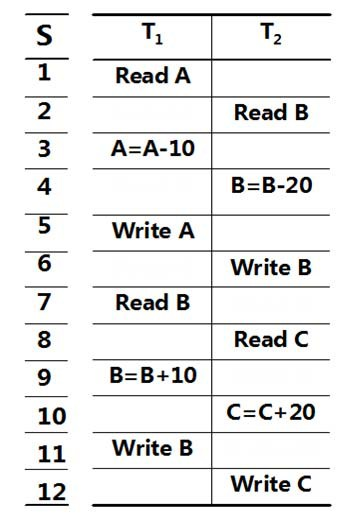 S T₁ T₂
1 Read A
2 Read B
3 A=A-10
4 B=B-20
5 Write A
6 Write B
7 Read B
8 Read C
9 B=B+10
10 C=C+20
11 Write B
12 Write C